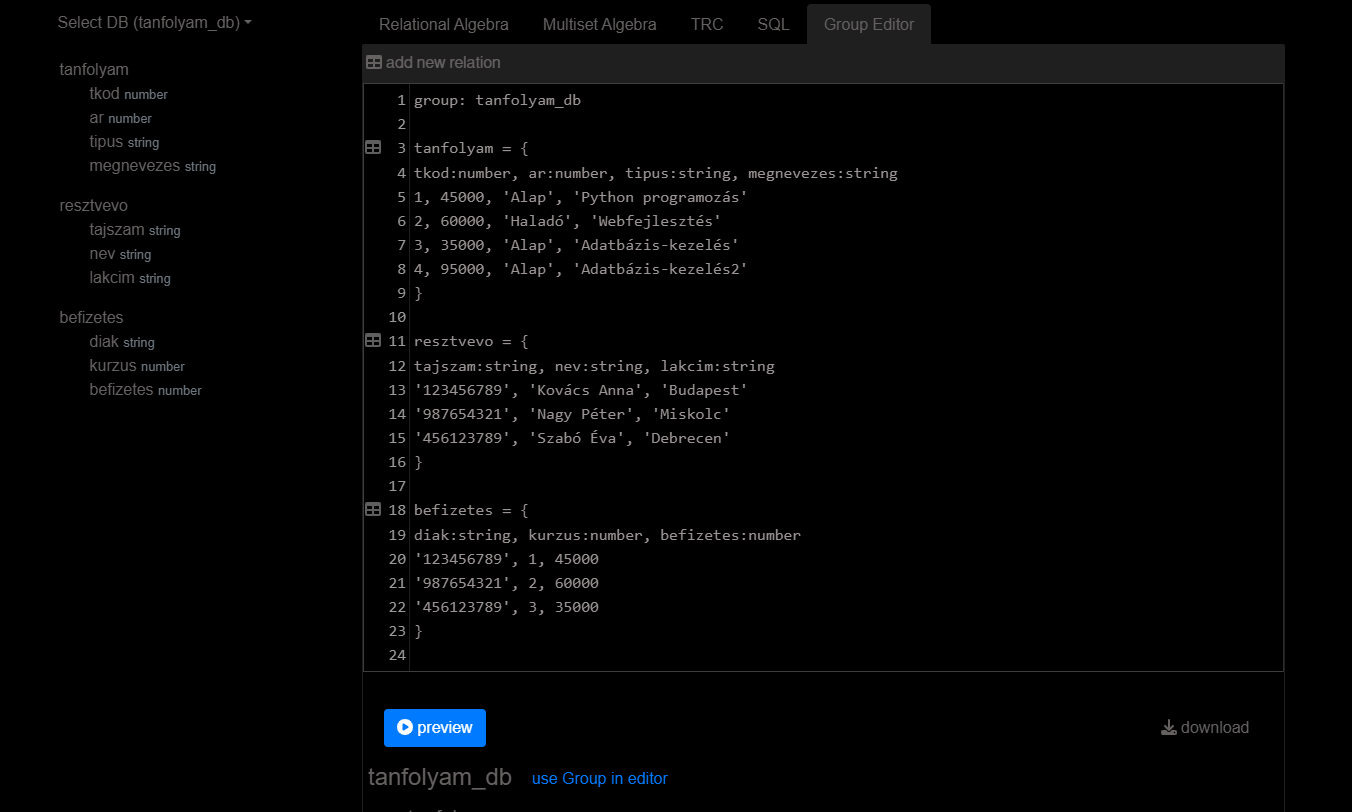 Select DB (tanfolyam_db)
Relational Algebra Multiset Algebra TRC SQL Group Editor
tanfolyam
tkod number
ar number
tipus string
megnevezes string
resztvevo
tajszam string
nev string
lakcim string
befizetes
diak string
kurzus number
befizetes number
add new relation
1 group: tanfolyam_db
2
3 tanfolyam = {
4 tkod:number, ar:number, tipus:string, megnevezes:string
5 1, 45000, 'Alap', 'Python programozás'
6 2, 60000, 'Haladó', 'Webfejlesztés'
7 3, 35000, 'Alap', 'Adatbázis-kezelés'
8 4, 95000, 'Alap', 'Adatbázis-kezelés2'
9 }
10
11 resztvevo = {
12 tajszam:string, nev:string, lakcim:string
13 '123456789', 'Kovács Anna', 'Budapest'
14 '987654321', 'Nagy Péter', 'Miskolc'
15 '456123789', 'Szabó Éva', 'Debrecen'
16 }
17
18 befizetes = {
19 diak:string, kurzus:number, befizetes:number
20 '123456789', 1, 45000
21 '987654321', 2, 60000
22 '456123789', 3, 35000
23 }
24
preview
download
tanfolyam_db use Group in editor